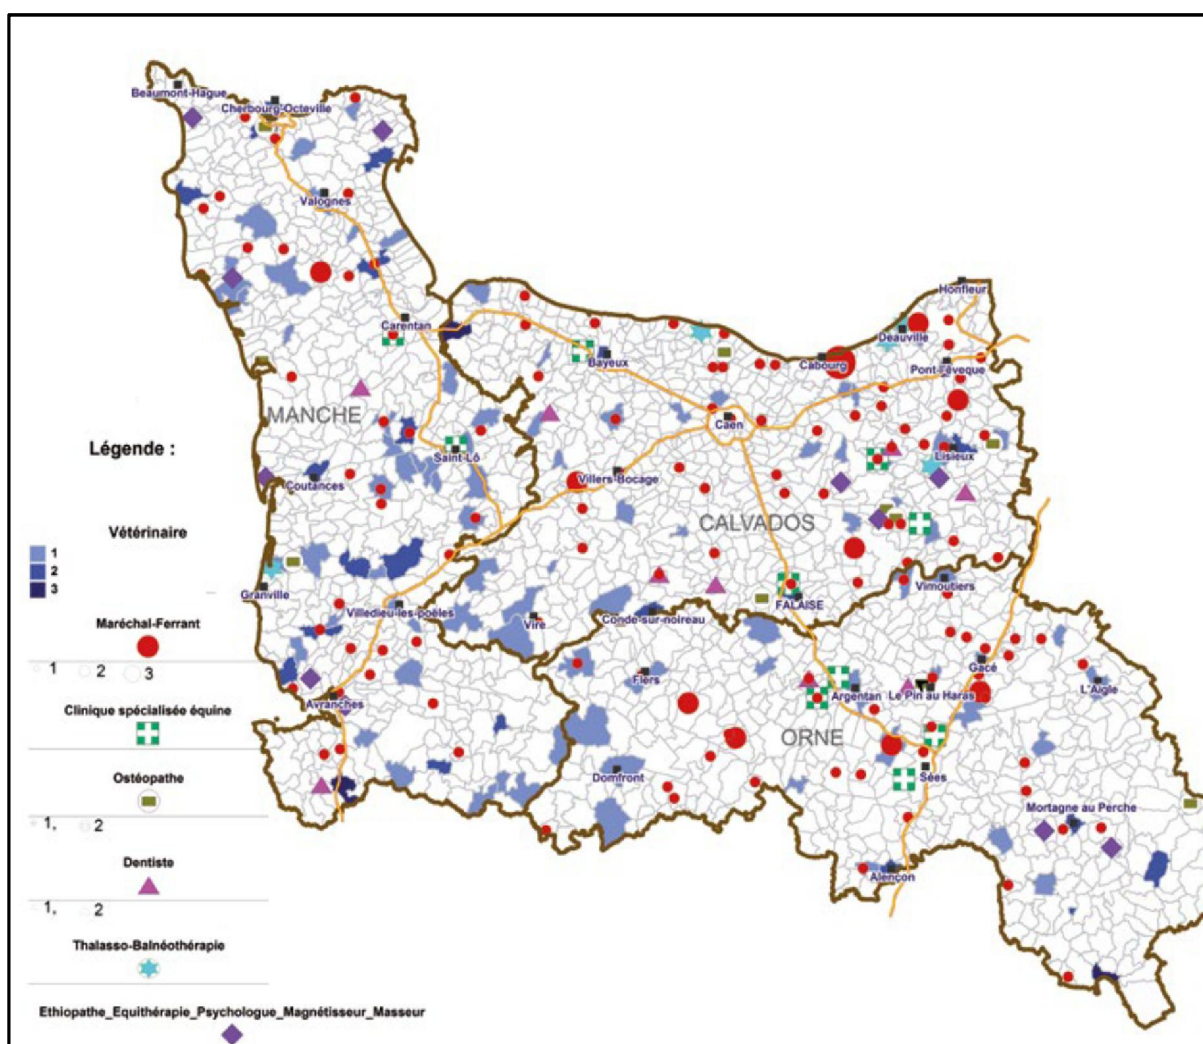 Beaumont-Hague
Cherbourg-Octeville
Valognes
Carentan
Honfleur
Deauville
Cabourg
Pont-l'éveque
Bayeux
MANCHE
Caen
Légende :
Saint-Lô
Lisieux
Coutances
Villers-Bocage
CALVADOS
Vétérinaire
1
2
3
Granville
Villedieu-les-poëles
Vire
Conde-sur-noireau
FALAISE
Vimoutiers
Maréchal-Ferrant
1 2 3
Flers
Argentan
Le Pin au Haras
Gacé
L'Aigle
Avranches
Clinique spécialisée équine
ORNE
Domfront
Sées
Ostéopathe
1, 2
Mortagne au Perche
Dentiste
Alençon
1, 2
Thalasso-Balnéothérapie
Ethiopathe_Equithérapie_Psychologue_Magnétisseur_Masseur